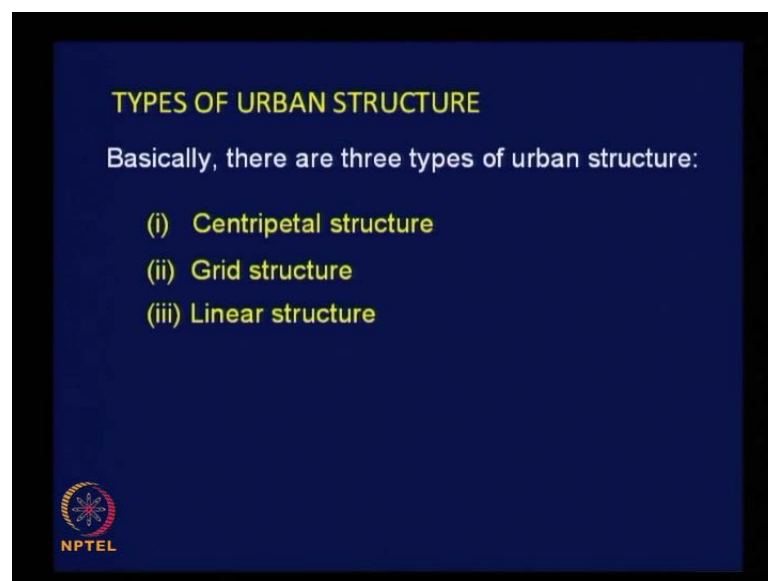 TYPES OF URBAN STRUCTURE
Basically, there are three types of urban structure:
(i) Centripetal structure
(ii) Grid structure
(iii) Linear structure
NPTEL